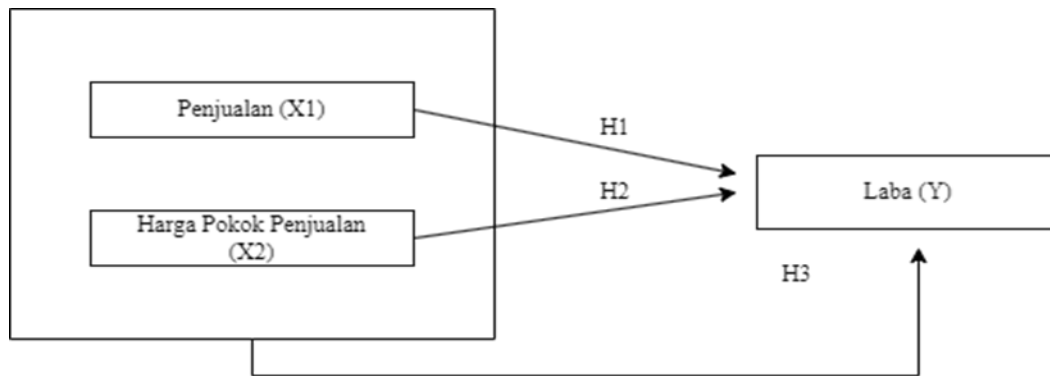 Penjualan (X1)
H1
H2
Laba (Y)
Harga Pokok Penjualan
(X2)
H3